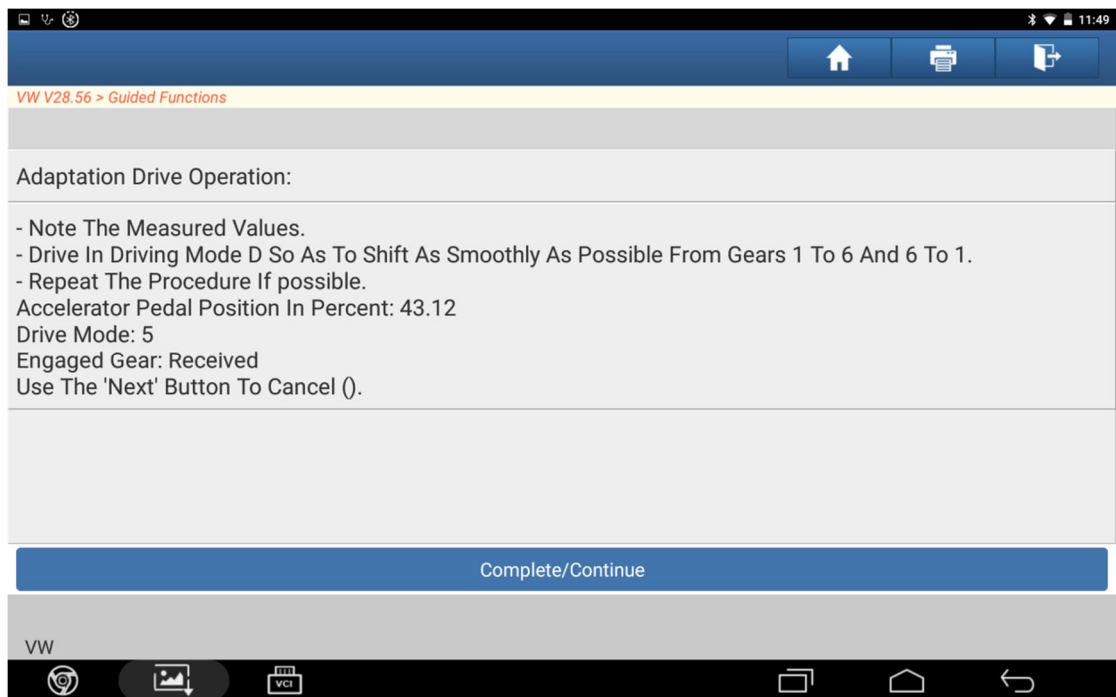 11:49
VW V28.56 > Guided Functions
Adaptation Drive Operation:
- Note The Measured Values.
- Drive In Driving Mode D So As To Shift As Smoothly As Possible From Gears 1 To 6 And 6 To 1.
- Repeat The Procedure If possible.
Accelerator Pedal Position In Percent: 43.12
Drive Mode: 5
Engaged Gear: Received
Use The 'Next' Button To Cancel ().
Complete/Continue
VW
VCI